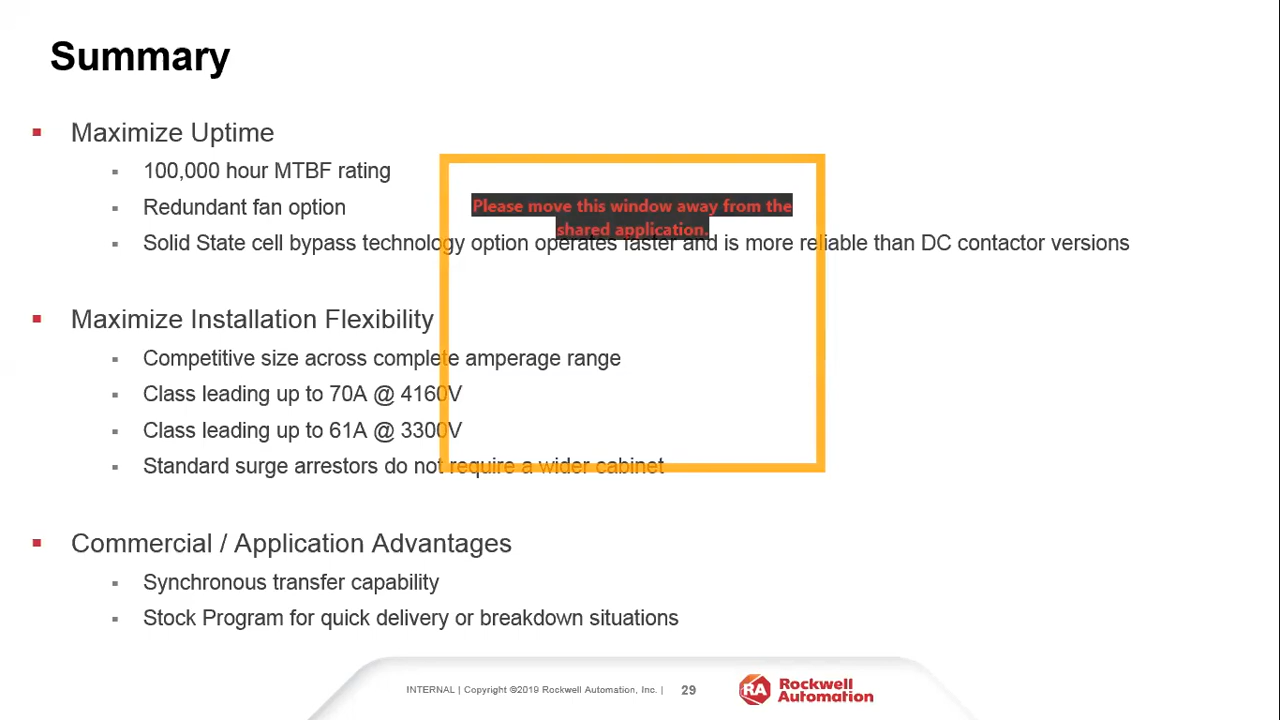 Summary
Maximize Uptime
100,000 hour MTBF rating
Redundant fan option
Please move this window away from the
shared application.
Solid State cell bypass technology option operates faster and is more reliable than DC contactor versions
Maximize Installation Flexibility
Competitive size across complete amperage range
Class leading up to 70A @ 4160V
Class leading up to 61A @ 3300V
Standard surge arrestors do not require a wider cabinet
Commercial / Application Advantages
Synchronous transfer capability
Stock Program for quick delivery or breakdown situations
INTERNAL | Copyright ©2019 Rockwell Automation, Inc. | 29
RA Rockwell
Automation